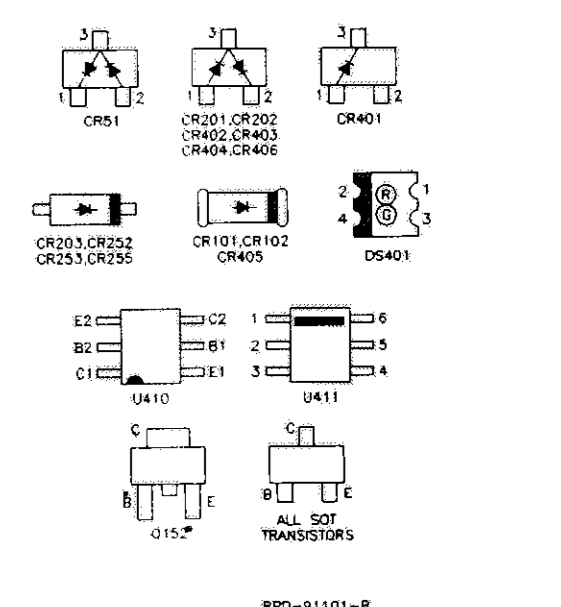 3 3 3
1 2 1 2 1 2
CR51 CR201,CR202 CR401
CR402,CR403
CR404,CR406
2 R 1
4 G 3
CR203,CR252 CR101,CR102 DS401
CR253,CR255 CR405
E2 C2 1 6
B2 B1 2 5
C1 E1 3 4
U410 U411
C C
B E B E
Q152 ALL SOT
TRANSISTORS